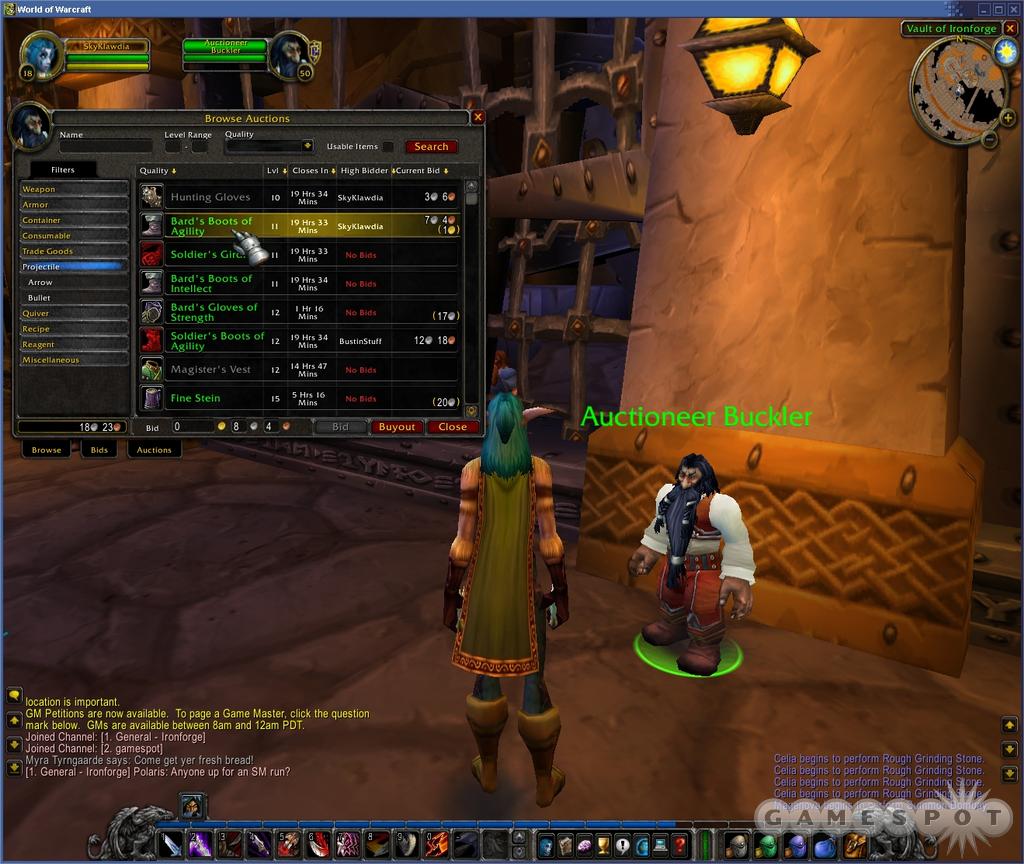 World of Warcraft
SkyKlawdia
18
Auctioneer
Buckler
50
Vault of Ironforge
N
Browse Auctions
Name
Level Range
-
Quality
Usable Items
Search
Filters
Weapon
Armor
Container
Consumable
Trade Goods
Projectile
Arrow
Bullet
Quiver
Recipe
Reagent
Miscellaneous
Quality Lvl Closes In High Bidder Current Bid
Hunting Gloves 10 19 Hrs 34 Mins SkyKlawdia 3 6
Bard's Boots of Agility 11 19 Hrs 33 Mins SkyKlawdia 7 4 (1)
Soldier's Gir 11 19 Hrs 33 Mins No Bids
Bard's Boots of Intellect 11 19 Hrs 34 Mins No Bids
Bard's Gloves of Strength 12 1 Hr 16 Mins No Bids (17)
Soldier's Boots of Agility 12 19 Hrs 34 Mins BustinStuff 12 18
Magister's Vest 12 14 Hrs 47 Mins No Bids
Fine Stein 15 5 Hrs 16 Mins No Bids (20)
18 23 Bid 0 8 4 Bid Buyout Close
Browse Bids Auctions
Auctioneer Buckler
location is important.
GM Petitions are now available. To page a Game Master, click the question
mark below. GMs are available between 8am and 12am PDT.
Joined Channel: [1. General - Ironforge]
Joined Channel: [2. gamespot]
Myra Tyrngaarde says: Come get yer fresh bread!
[1. General - Ironforge] Polaris: Anyone up for an SM run?
Celia begins to perform Rough Grinding Stone.
Celia begins to perform Rough Grinding Stone.
Celia begins to perform Rough Grinding Stone.
Celia begins to perform Rough Grinding Stone.
GAMESPOT